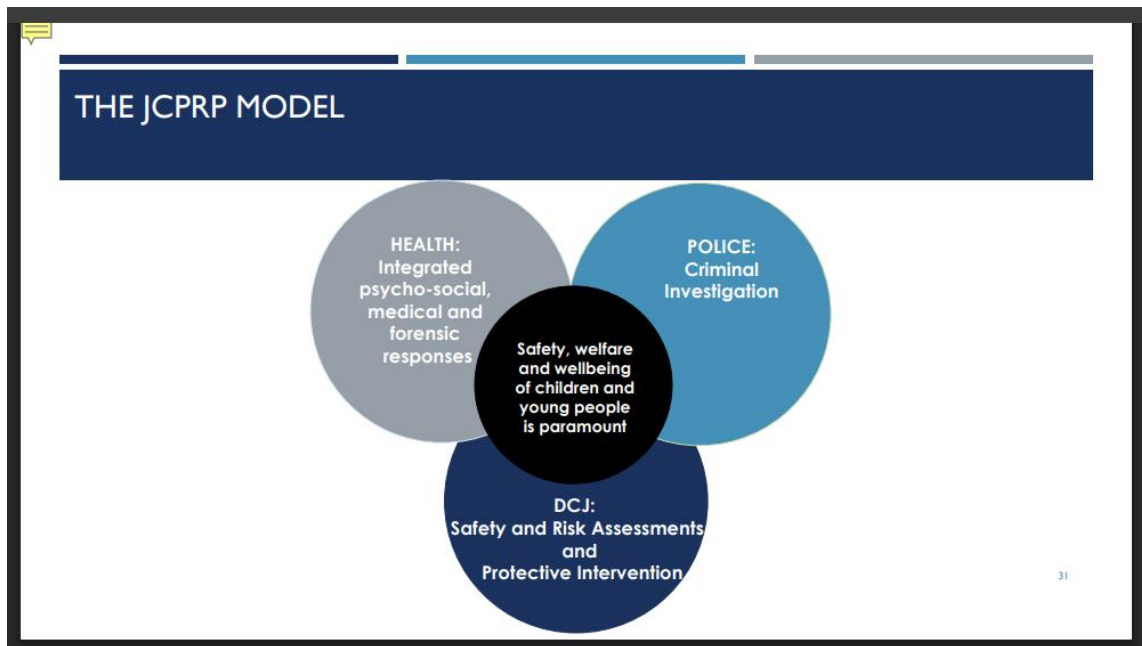 THE JCPRP MODEL
HEALTH:
Integrated
psycho-social,
medical and
forensic
responses
POLICE:
Criminal
Investigation
Safety, welfare
and wellbeing
of children and
young people
is paramount
DCJ:
Safety and Risk Assessments
and
Protective Intervention
31